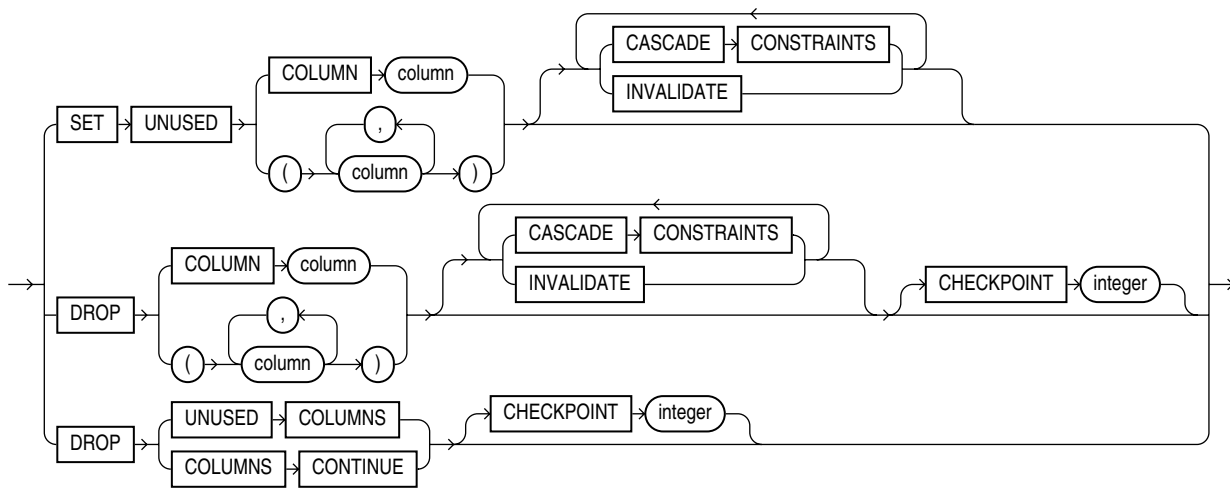 CASCADE CONSTRAINTS
COLUMN column
INVALIDATE
SET UNUSED
,
( column )
CASCADE CONSTRAINTS
COLUMN column
INVALIDATE
CHECKPOINT integer
DROP
,
( column )
UNUSED COLUMNS
CHECKPOINT integer
DROP
COLUMNS CONTINUE